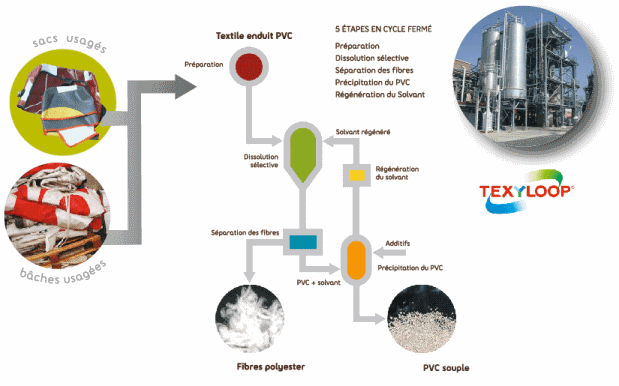 sacs usagés
bâches usagées
Textile enduit PVC
Préparation
Dissolution
sélective
Séparation des fibres
PVC + solvant
Fibres polyester
Solvant régénéré
Régénération
du solvant
Additifs
Précipitation du PVC
PVC souple
5 ÉTAPES EN CYCLE FERMÉ
Préparation
Dissolution sélective
Séparation des fibres
Précipitation du PVC
Régénération du Solvant
TEXYLOOP®